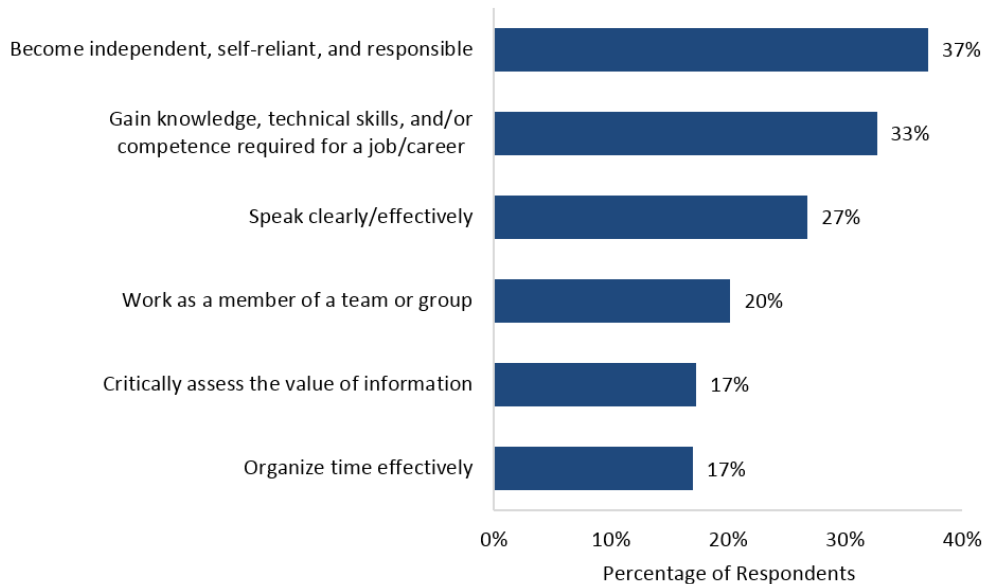 Become independent, self-reliant, and responsible
37%
Gain knowledge, technical skills, and/or
competence required for a job/career
33%
Speak clearly/effectively
27%
Work as a member of a team or group
20%
Critically assess the value of information
17%
Organize time effectively
17%
0%
10%
20%
30%
40%
Percentage of Respondents